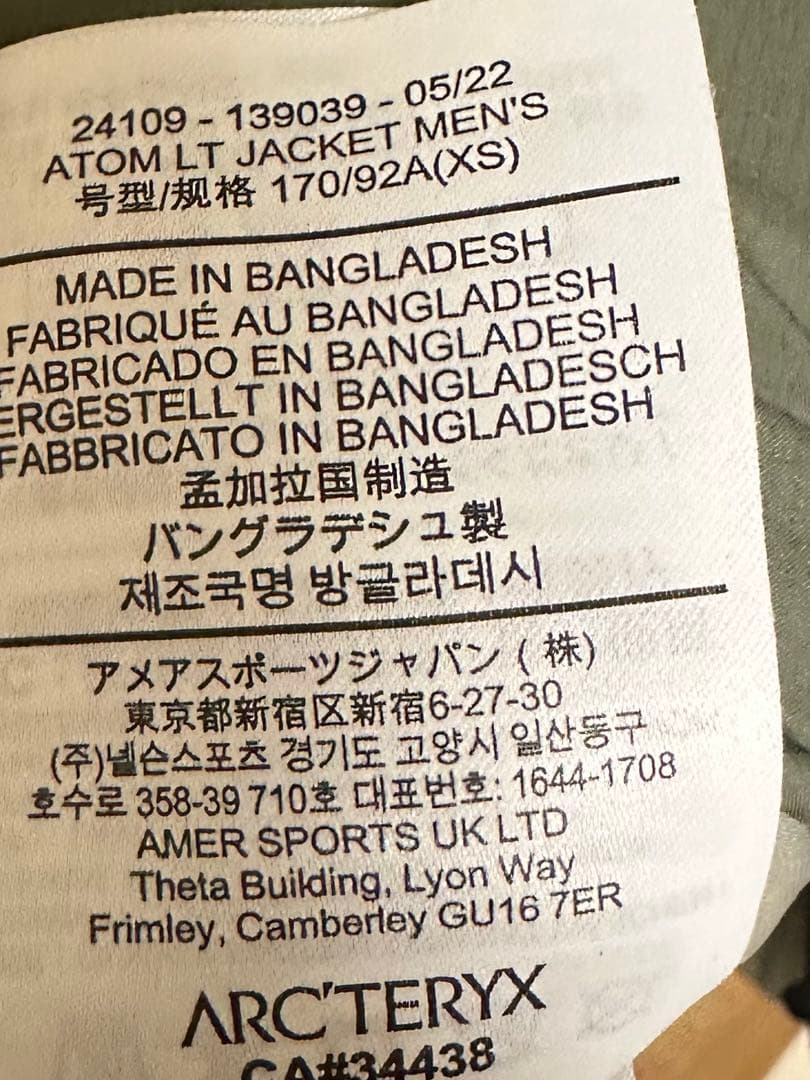 24109 - 139039 - 05/22
ATOM LT JACKET MEN'S
号型/规格 170/92A(XS)
MADE IN BANGLADESH
FABRIQUÉ AU BANGLADESH
FABRICADO EN BANGLADESH
ERGESTELLT IN BANGLADESCH
FABBRICATO IN BANGLADESH
孟加拉国制造
バングラデシュ製
제조국명 방글라데시
アメアスポーツジャパン ( 株)
東京都新宿区新宿6-27-30
(주)넬슨스포츠 경기도 고양시 일산동구
호수로 358-39 710호 대표번호: 1644-1708
AMER SPORTS UK LTD
Theta Building, Lyon Way
Frimley, Camberley GU16 7ER
ARC'TERYX
CA#34438